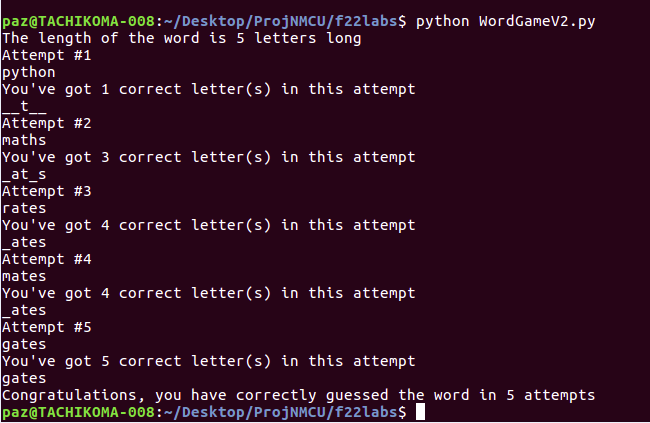 paz@TACHIKOMA-008:~/Desktop/ProjNMCU/f22labs$ python WordGameV2.py
The length of the word is 5 letters long
Attempt #1
python
You've got 1 correct letter(s) in this attempt
__t__
Attempt #2
maths
You've got 3 correct letter(s) in this attempt
_at_s
Attempt #3
rates
You've got 4 correct letter(s) in this attempt
_ates
Attempt #4
mates
You've got 4 correct letter(s) in this attempt
_ates
Attempt #5
gates
You've got 5 correct letter(s) in this attempt
gates
Congratulations, you have correctly guessed the word in 5 attempts
paz@TACHIKOMA-008:~/Desktop/ProjNMCU/f22labs$